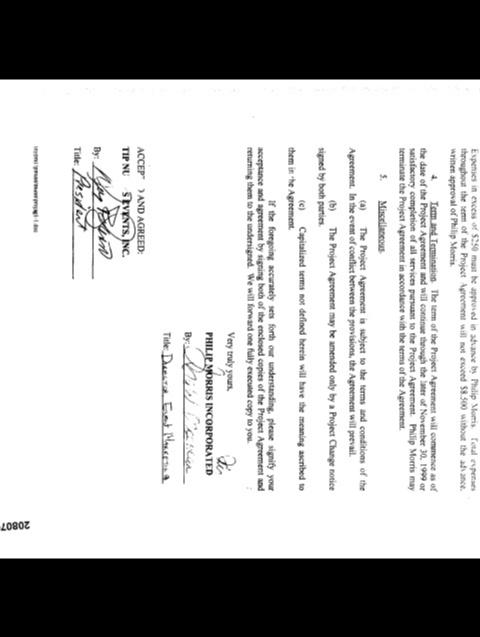 Expenses in excess of $250 must be approved in advance by Philip Morris. Total expenses
throughout the term of the Project Agreement will not exceed $8,500 without the advance
written approval of Philip Morris.
4. Term and Termination. The term of the Project Agreement will commence as of
the date of the Project Agreement and will continue through the later of November 30, 1999 or
satisfactory completion of all services pursuant to the Project Agreement. Philip Morris may
terminate the Project Agreement in accordance with the terms of the Agreement.
5. Miscellaneous.
(a) The Project Agreement is subject to the terms and conditions of the
Agreement. In the event of conflict between the provisions, the Agreement will prevail.
(b) The Project Agreement may be amended only by a Project Change notice
signed by both parties.
(c) Capitalized terms not defined herein will have the meaning ascribed to
them in the Agreement.
If the foregoing accurately sets forth our understanding, please signify your
acceptance and agreement by signing both of the enclosed copies of the Project Agreement and
returning them to the undersigned. We will forward one fully executed copy to you.
Very truly yours,
PHILIP MORRIS INCORPORATED
By:
Title: Director Event Marketing
ACCEP D AND AGREED:
TIP NU S EVENTS, INC.
By:
Title: President
2080